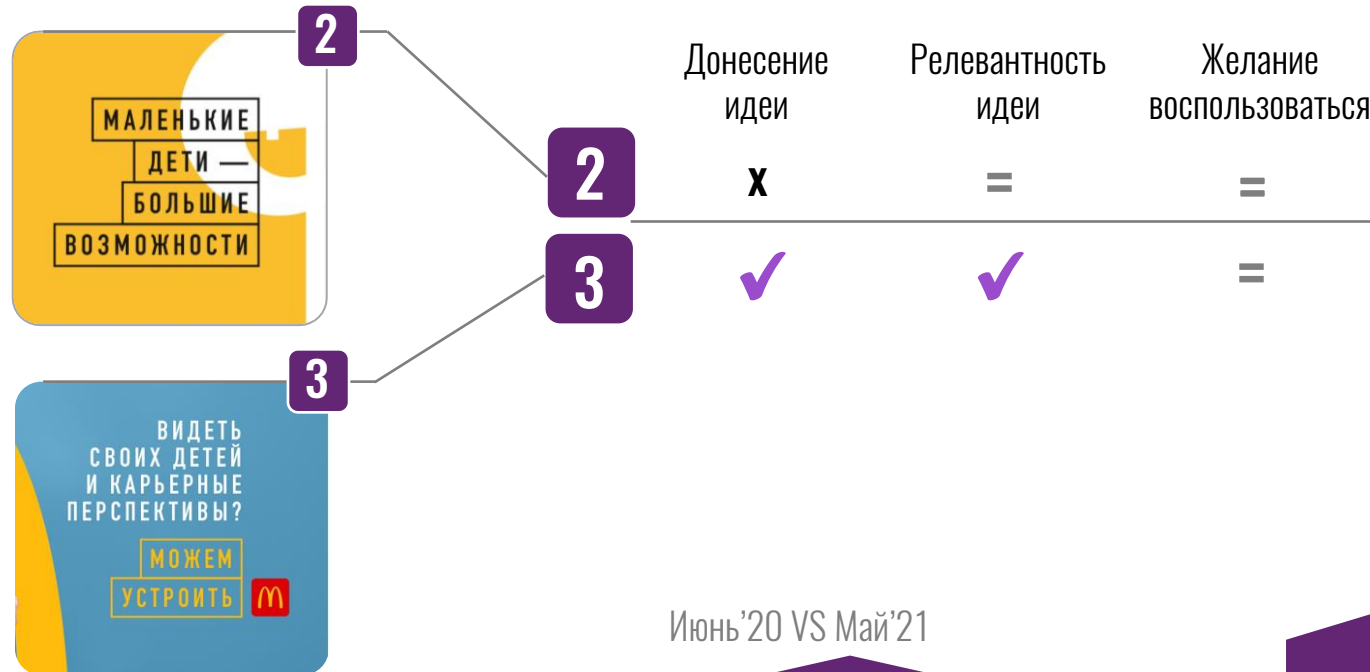 2
МАЛЕНЬКИЕ
ДЕТИ —
БОЛЬШИЕ
ВОЗМОЖНОСТИ
3
ВИДЕТЬ
СВОИХ ДЕТЕЙ
И КАРЬЕРНЫЕ
ПЕРСПЕКТИВЫ?
МОЖЕМ
УСТРОИТЬ
Донесение
идеи
Релевантность
идеи
Желание
воспользоваться
2 x = =
3 ✓ ✓ =
Июнь’20 VS Май’21